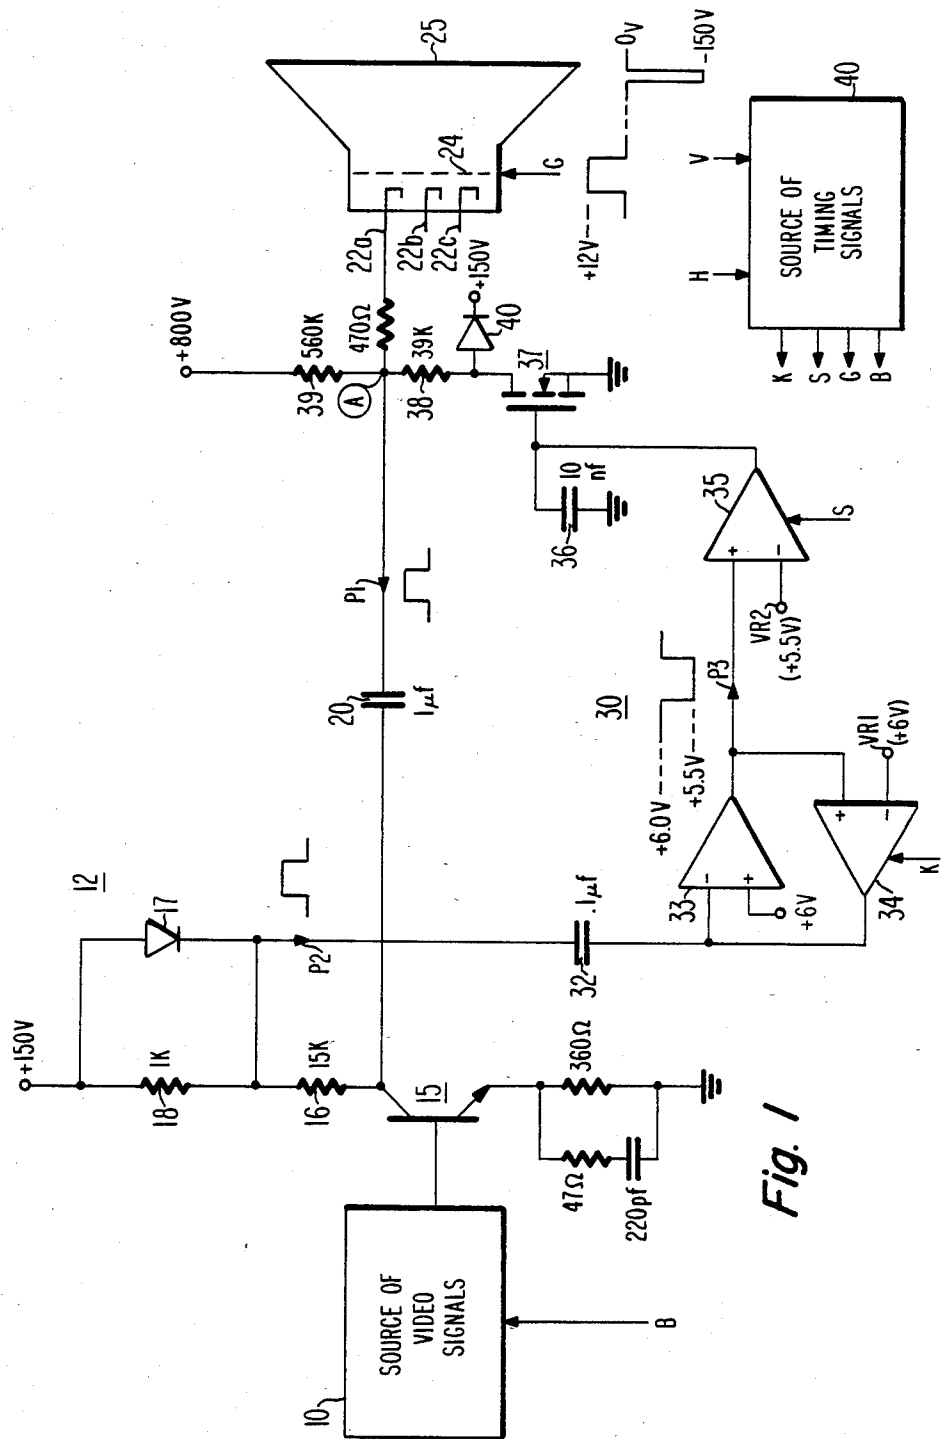 +150V
12
17
1K
18
15K
16
P2
15
10
SOURCE OF
VIDEO
SIGNALS
B
47Ω
220pf
360Ω
32
.1µf
20
.1µf
P1
+800V
39
560K
A
470Ω
38
39K
40
+150V
22a
22b
22c
24
25
G
+12V
0V
-150V
37
36
10
nf
35
+
-
S
VR2
(+5.5V)
30
+6.0V
+5.5V
P3
33
-
+
+6V
34
+
-
VR1
(+6V)
K
H
V
SOURCE OF
TIMING
SIGNALS
40
K
S
G
B
Fig. 1